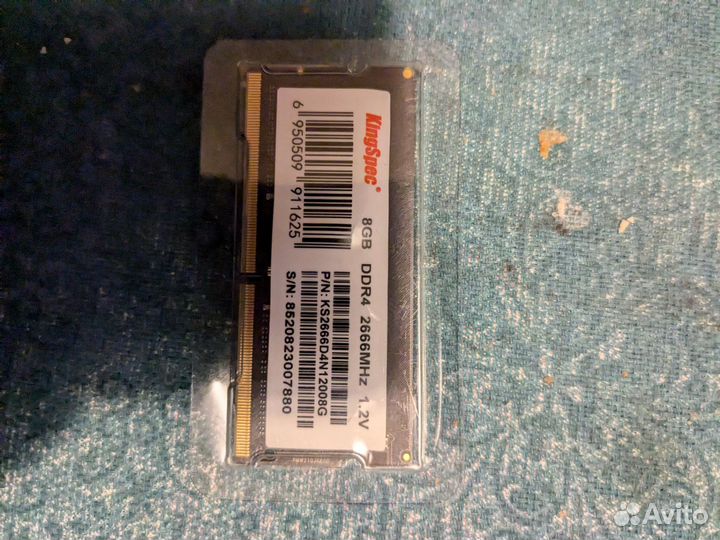 KingSpec®
8GB DDR4 2666MHz 1.2V
6 950509 911625
P/N: KS2666D4N12008G
S/N: 8520823007880
Avito